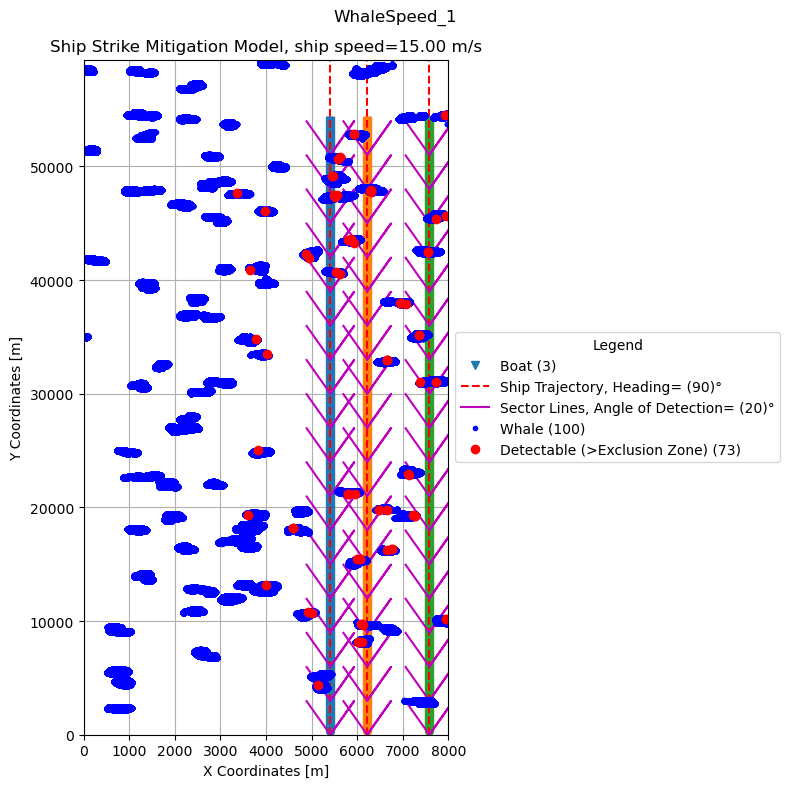 WhaleSpeed_1
Ship Strike Mitigation Model, ship speed=15.00 m/s
50000
40000
30000
20000
10000
0
Y Coordinates [m]
0 1000 2000 3000 4000 5000 6000 7000 8000
X Coordinates [m]
Legend
Boat (3)
Ship Trajectory, Heading= (90)°
Sector Lines, Angle of Detection= (20)°
Whale (100)
Detectable (>Exclusion Zone) (73)